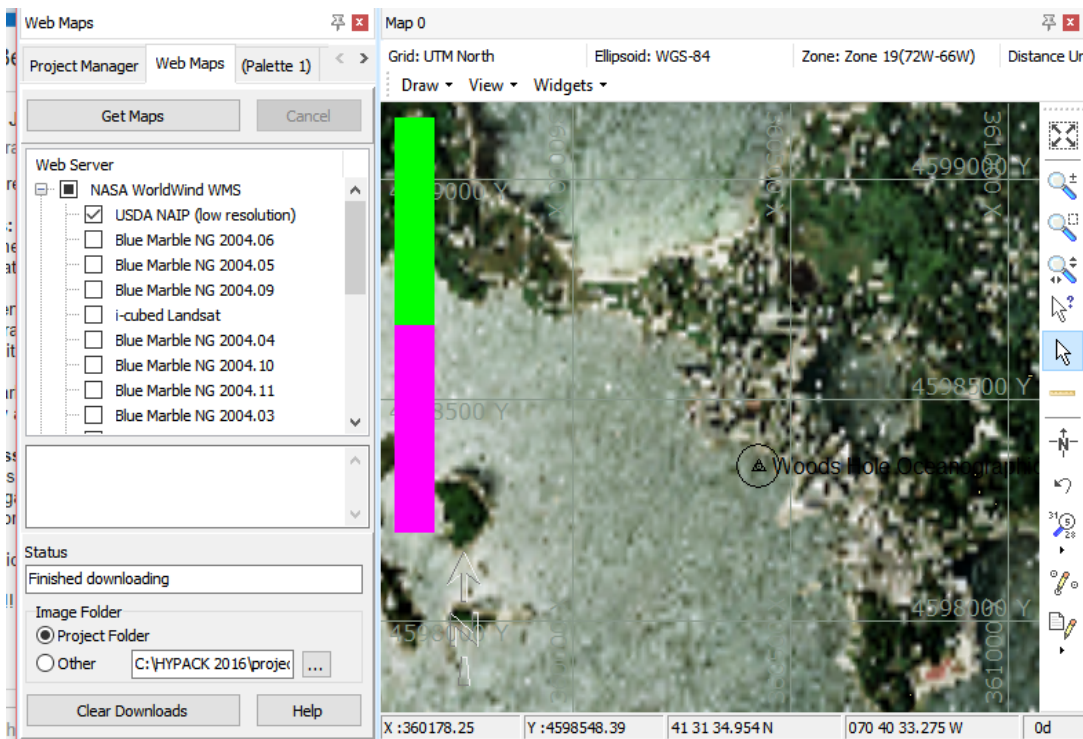 Web Maps
Project Manager
Web Maps
(Palette 1)
Get Maps
Cancel
Web Server
NASA WorldWind WMS
USDA NAIP (low resolution)
Blue Marble NG 2004.06
Blue Marble NG 2004.05
Blue Marble NG 2004.09
i-cubed Landsat
Blue Marble NG 2004.04
Blue Marble NG 2004.10
Blue Marble NG 2004.11
Blue Marble NG 2004.03
Status
Finished downloading
Image Folder
Project Folder
Other
C:\HYPACK 2016\projec
...
Clear Downloads
Help
Map 0
Grid: UTM North
Ellipsoid: WGS-84
Zone: Zone 19(72W-66W)
Distance Un
Draw
View
Widgets
361000 X
4599000 Y
4598500 Y
Woods Hole Oceanographic
4598000 Y
N
X :360178.25
Y :4598548.39
41 31 34.954 N
070 40 33.275 W
0d